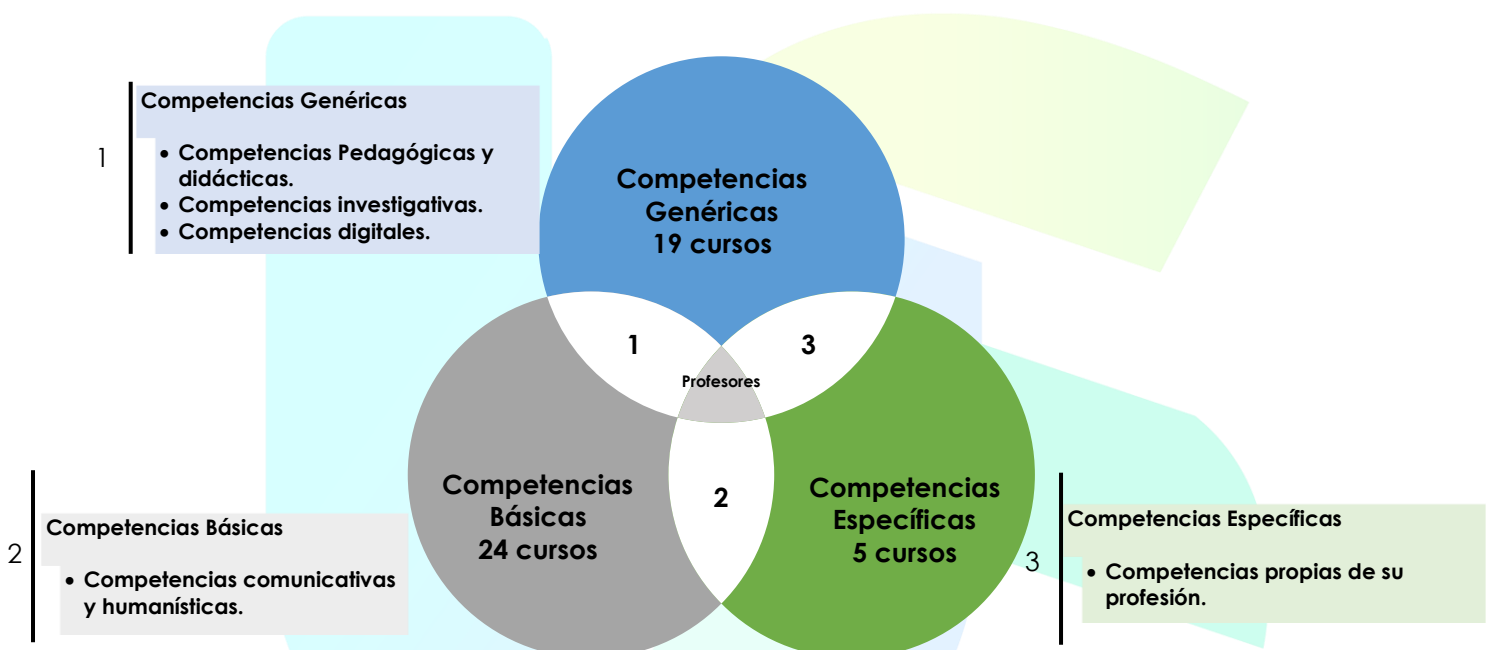 1
Competencias Genéricas
• Competencias Pedagógicas y
didácticas.
• Competencias investigativas.
• Competencias digitales.
Competencias
Genéricas
19 cursos
1
3
Profesores
2
Competencias
Básicas
24 cursos
Competencias
Específicas
5 cursos
2
Competencias Básicas
• Competencias comunicativas
y humanísticas.
3
Competencias Específicas
• Competencias propias de su
profesión.